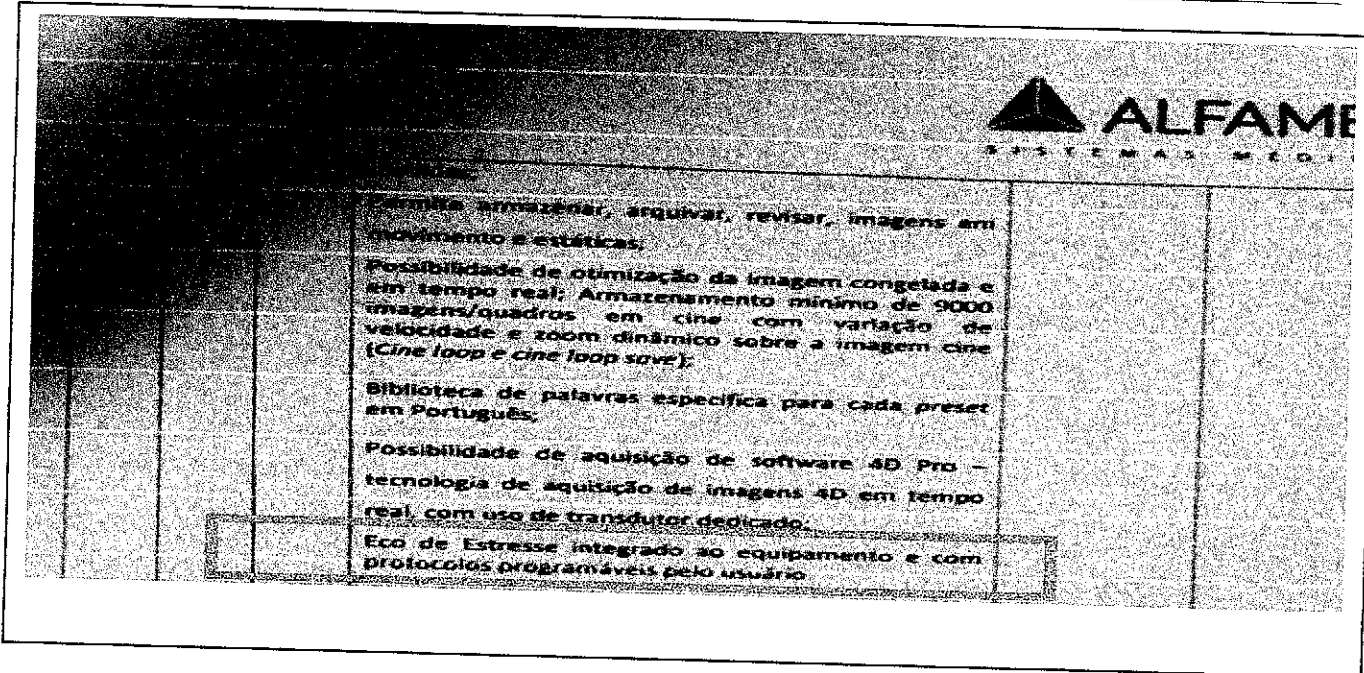 ALFAME
SISTEMAS MÉDI
Permite armazenar, arquivar, revisar, imagens em
movimento e estáticas;
Possibilidade de otimização da imagem congelada e
em tempo real; Armazenamento mínimo de 9000
imagens/quadros em cine com variação de
velocidade e zoom dinâmico sobre a imagem cine
(Cine loop e cine loop save);
Biblioteca de palavras específica para cada preset
em Português;
Possibilidade de aquisição de software 4D Pro –
tecnologia de aquisição de imagens 4D em tempo
real, com uso de transdutor dedicado.
Eco de Estresse integrado ao equipamento e com
protocolos programáveis pelo usuário